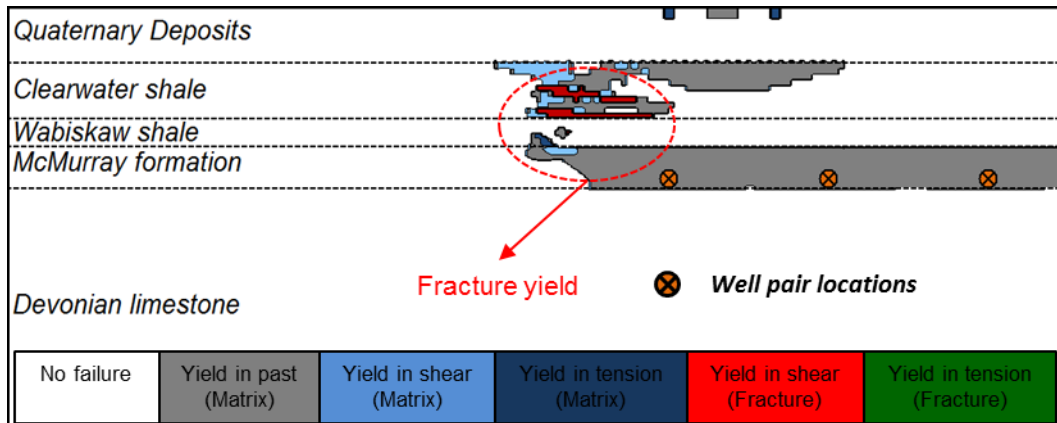 Quaternary Deposits
Clearwater shale
Wabiskaw shale
McMurray formation
Fracture yield
Well pair locations
Devonian limestone
No failure
Yield in past
(Matrix)
Yield in shear
(Matrix)
Yield in tension
(Matrix)
Yield in shear
(Fracture)
Yield in tension
(Fracture)